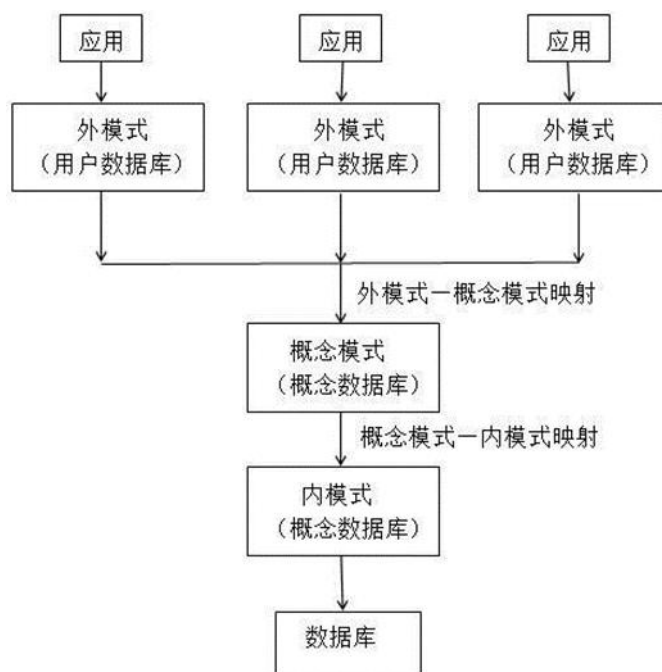 应用
应用
应用
外模式
（用户数据库）
外模式
（用户数据库）
外模式
（用户数据库）
外模式—概念模式映射
概念模式
（概念数据库）
概念模式—内模式映射
内模式
（概念数据库）
数据库